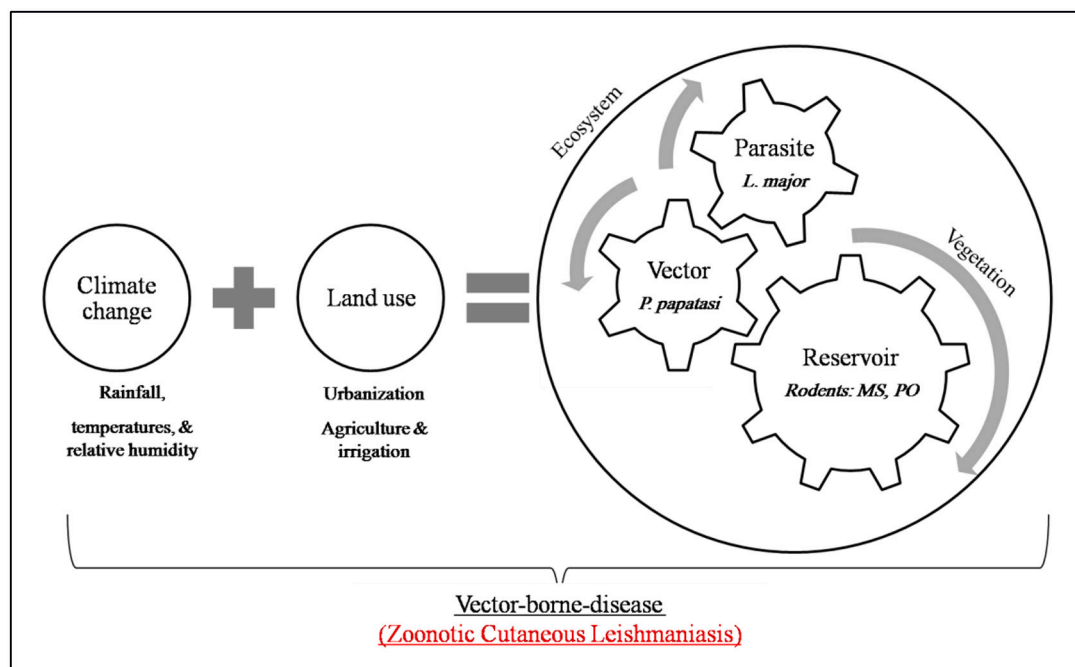 Ecosystem
Parasite
L. major
Vegetation
Vector
P. papatasi
Climate
change
Land use
Reservoir
Rodents: MS, PO
Rainfall,
temperatures, &
relative humidity
Urbanization
Agriculture &
irrigation
Vector-borne-disease
(Zoonotic Cutaneous Leishmaniasis)